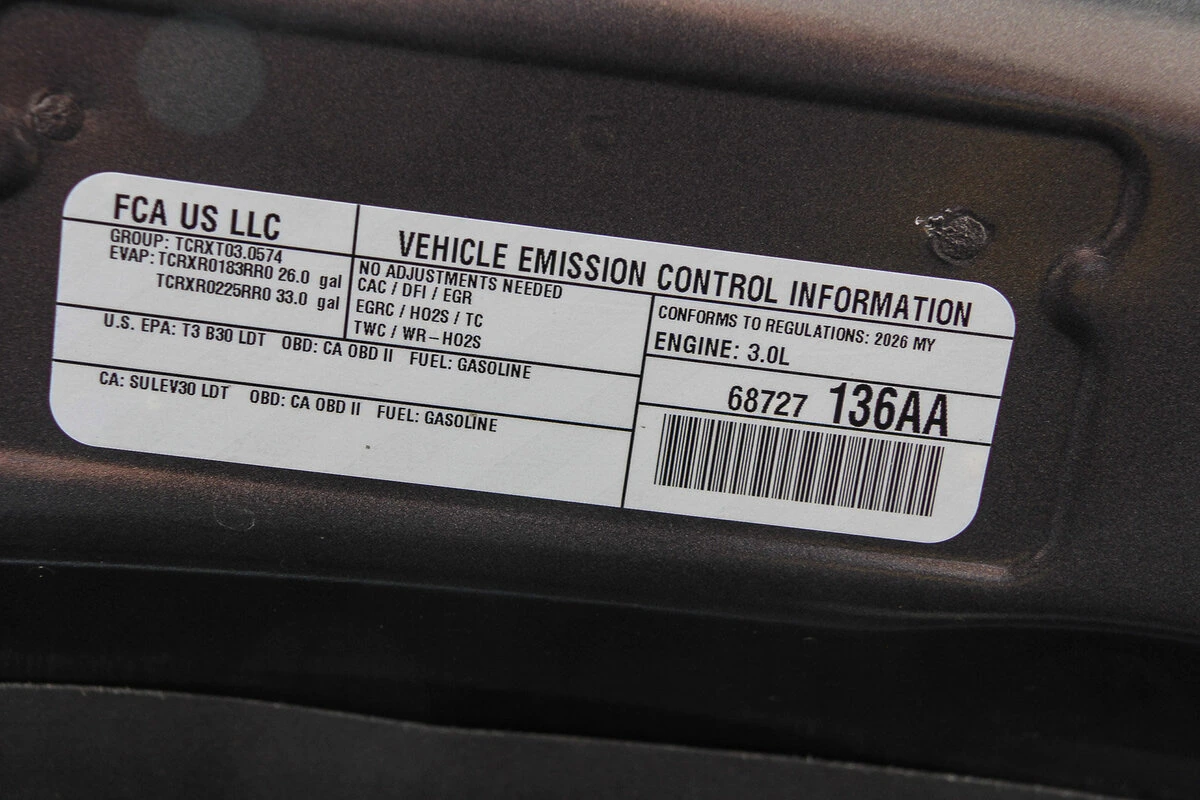 FCA US LLC
GROUP: TCRXT03.0574
EVAP: TCRXR0183RR0 26.0 gal
TCRXR0225RR0 33.0 gal
VEHICLE EMISSION CONTROL INFORMATION
NO ADJUSTMENTS NEEDED
CAC / DFI / EGR
EGRC / HO2S / TC
TWC / WR-HO2S
CONFORMS TO REGULATIONS: 2026 MY
ENGINE: 3.0L
U.S. EPA: T3 B30 LDT OBD: CA OBD II FUEL: GASOLINE
CA: SULEV30 LDT OBD: CA OBD II FUEL: GASOLINE
68727 136AA